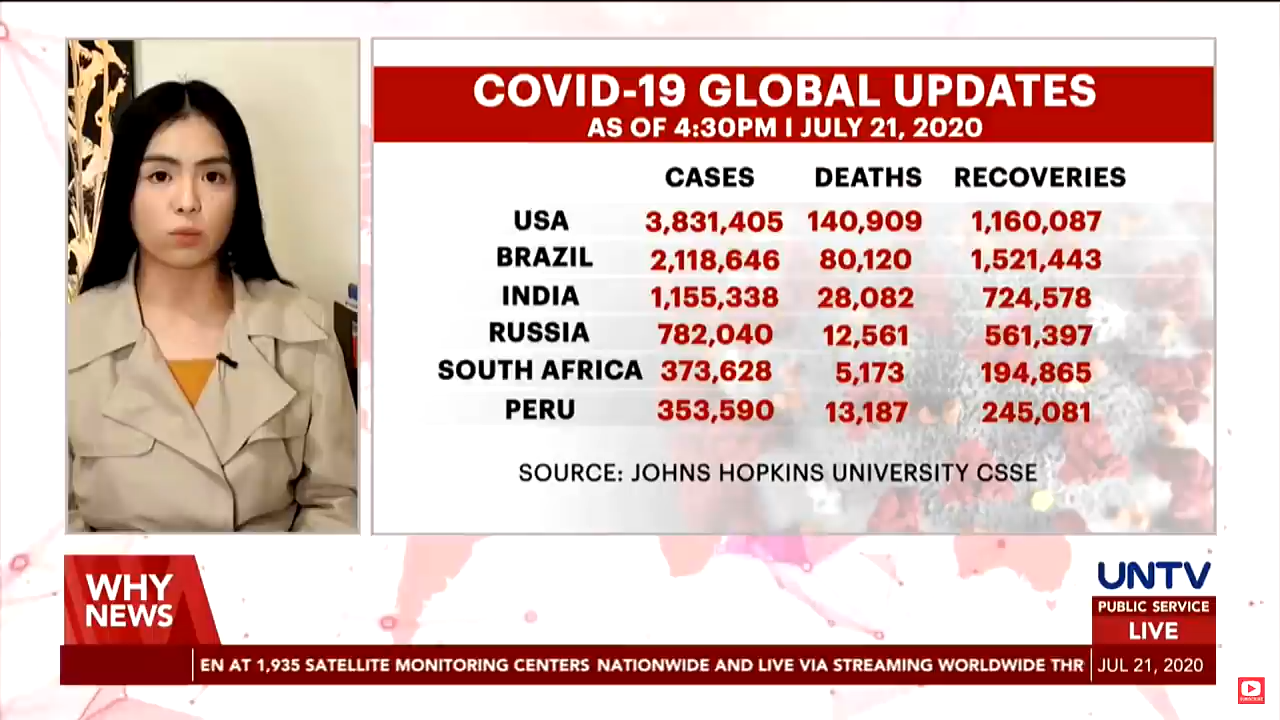 COVID-19 GLOBAL UPDATES
AS OF 4:30PM I JULY 21, 2020
CASES DEATHS RECOVERIES
USA 3,831,405 140,909 1,160,087
BRAZIL 2,118,646 80,120 1,521,443
INDIA 1,155,338 28,082 724,578
RUSSIA 782,040 12,561 561,397
SOUTH AFRICA 373,628 5,173 194,865
PERU 353,590 13,187 245,081
SOURCE: JOHNS HOPKINS UNIVERSITY CSSE
WHY
NEWS
UNTV
PUBLIC SERVICE
LIVE
EN AT 1,935 SATELLITE MONITORING CENTERS NATIONWIDE AND LIVE VIA STREAMING WORLDWIDE THR
JUL 21, 2020
SUBSCRIBE